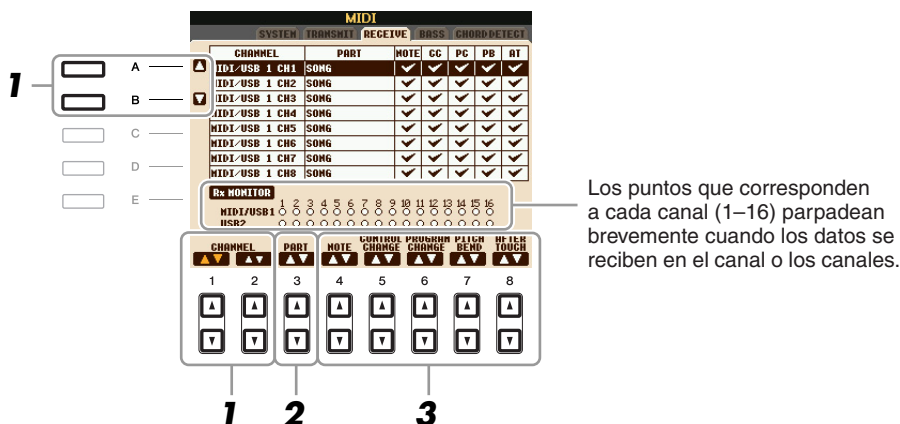 MIDI
SYSTEM TRANSMIT RECEIVE BASS CHORD DETECT
CHANNEL PART NOTE CC PC PB AT
MIDI/USB 1 CH1 SONG
MIDI/USB 1 CH2 SONG
MIDI/USB 1 CH3 SONG
MIDI/USB 1 CH4 SONG
MIDI/USB 1 CH5 SONG
MIDI/USB 1 CH6 SONG
MIDI/USB 1 CH7 SONG
MIDI/USB 1 CH8 SONG
1
A
B
C
D
E
Rx MONITOR
1 2 3 4 5 6 7 8 9 10 11 12 13 14 15 16
MIDI/USB1
USB2
Los puntos que corresponden
a cada canal (1–16) parpadean
brevemente cuando los datos se
reciben en el canal o los canales.
CHANNEL PART NOTE CONTROL CHANGE PROGRAM CHANGE PITCH BEND AFTER TOUCH
1 2 3 4 5 6 7 8
1 2 3